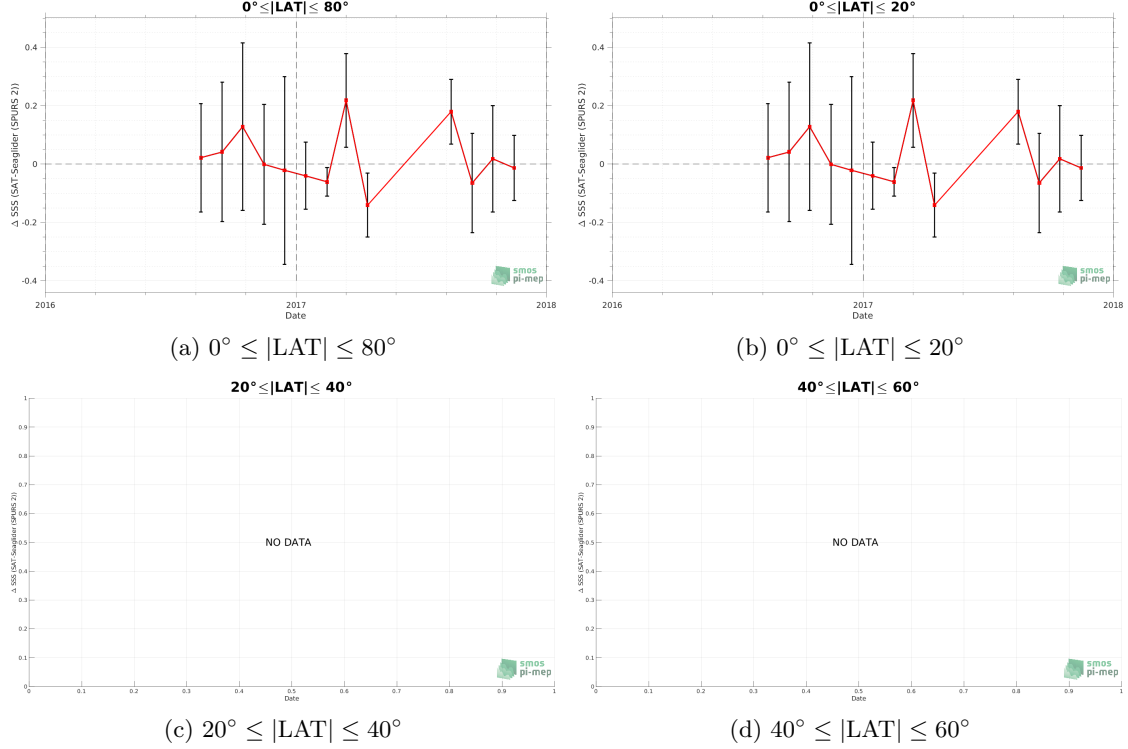 0°≤|LAT|≤ 80°
0.4
0.2
0
-0.2
-0.4
Δ SSS (SAT-Seaglider (SPURS 2))
2016
2017
2018
Date
smos
pi-mep
(a) 0° ≤ |LAT| ≤ 80°
0°≤|LAT|≤ 20°
0.4
0.2
0
-0.2
-0.4
Δ SSS (SAT-Seaglider (SPURS 2))
2016
2017
2018
Date
smos
pi-mep
(b) 0° ≤ |LAT| ≤ 20°
20°≤|LAT|≤ 40°
1
0.9
0.8
0.7
0.6
0.5
0.4
0.3
0.2
0.1
0
Δ SSS (SAT-Seaglider (SPURS 2))
NO DATA
0
0.1
0.2
0.3
0.4
0.5
0.6
0.7
0.8
0.9
1
Date
smos
pi-mep
(c) 20° ≤ |LAT| ≤ 40°
40°≤|LAT|≤ 60°
1
0.9
0.8
0.7
0.6
0.5
0.4
0.3
0.2
0.1
0
Δ SSS (SAT-Seaglider (SPURS 2))
NO DATA
0
0.1
0.2
0.3
0.4
0.5
0.6
0.7
0.8
0.9
1
Date
smos
pi-mep
(d) 40° ≤ |LAT| ≤ 60°